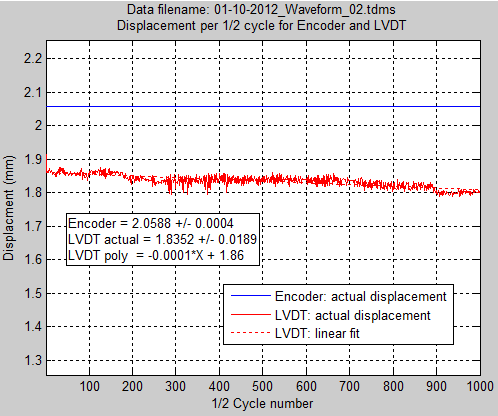 Data filename: 01-10-2012_Waveform_02.tdms
Displacement per 1/2 cycle for Encoder and LVDT
2.2
2.1
2
1.9
1.8
1.7
1.6
1.5
1.4
1.3
Displacment (mm)
Encoder = 2.0588 +/- 0.0004
LVDT actual = 1.8352 +/- 0.0189
LVDT poly = -0.0001*X + 1.86
Encoder: actual displacement
LVDT: actual displacement
LVDT: linear fit
100 200 300 400 500 600 700 800 900 1000
1/2 Cycle number